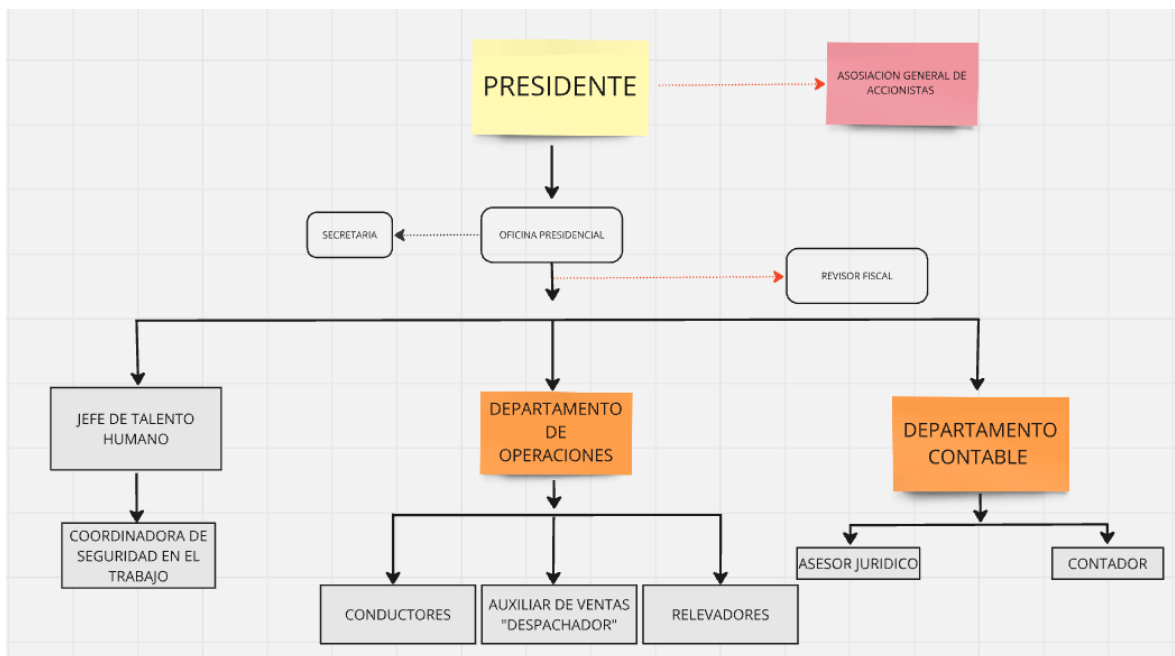 PRESIDENTE
ASOSIACION GENERAL DE
ACCIONISTAS
SECRETARIA
OFICINA PRESIDENCIAL
REVISOR FISCAL
JEFE DE TALENTO
HUMANO
DEPARTAMENTO
DE
OPERACIONES
DEPARTAMENTO
CONTABLE
COORDINADORA DE
SEGURIDAD EN EL
TRABAJO
CONDUCTORES
AUXILIAR DE VENTAS
"DESPACHADOR"
RELEVADORES
ASESOR JURIDICO
CONTADOR